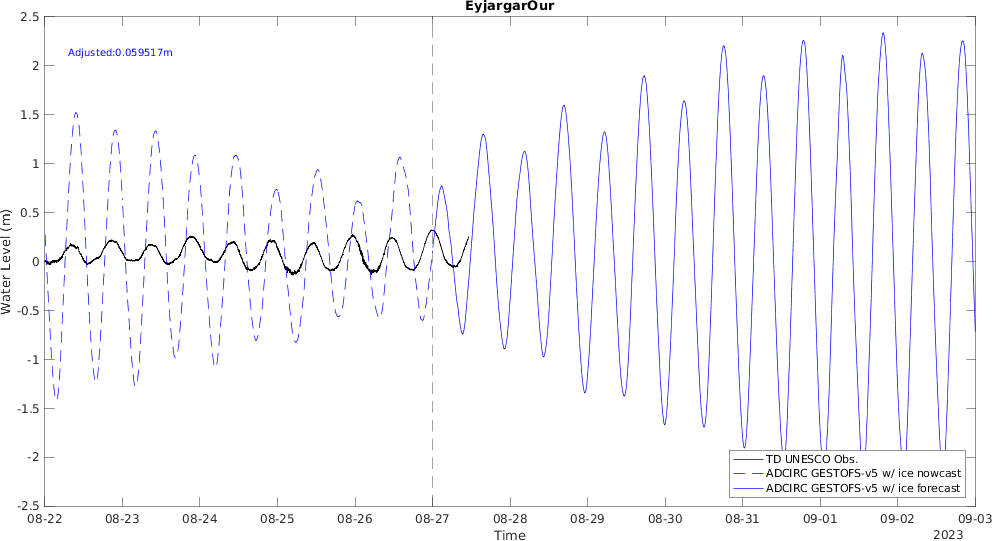 EyjargarOur
Adjusted:0.059517m
Water Level (m)
2.5
2
1.5
1
0.5
0
-0.5
-1
-1.5
-2
-2.5
TD UNESCO Obs.
ADCIRC GESTOFS-v5 w/ ice nowcast
ADCIRC GESTOFS-v5 w/ ice forecast
08-22 08-23 08-24 08-25 08-26 08-27 08-28 08-29 08-30 08-31 09-01 09-02 09-03
Time
2023